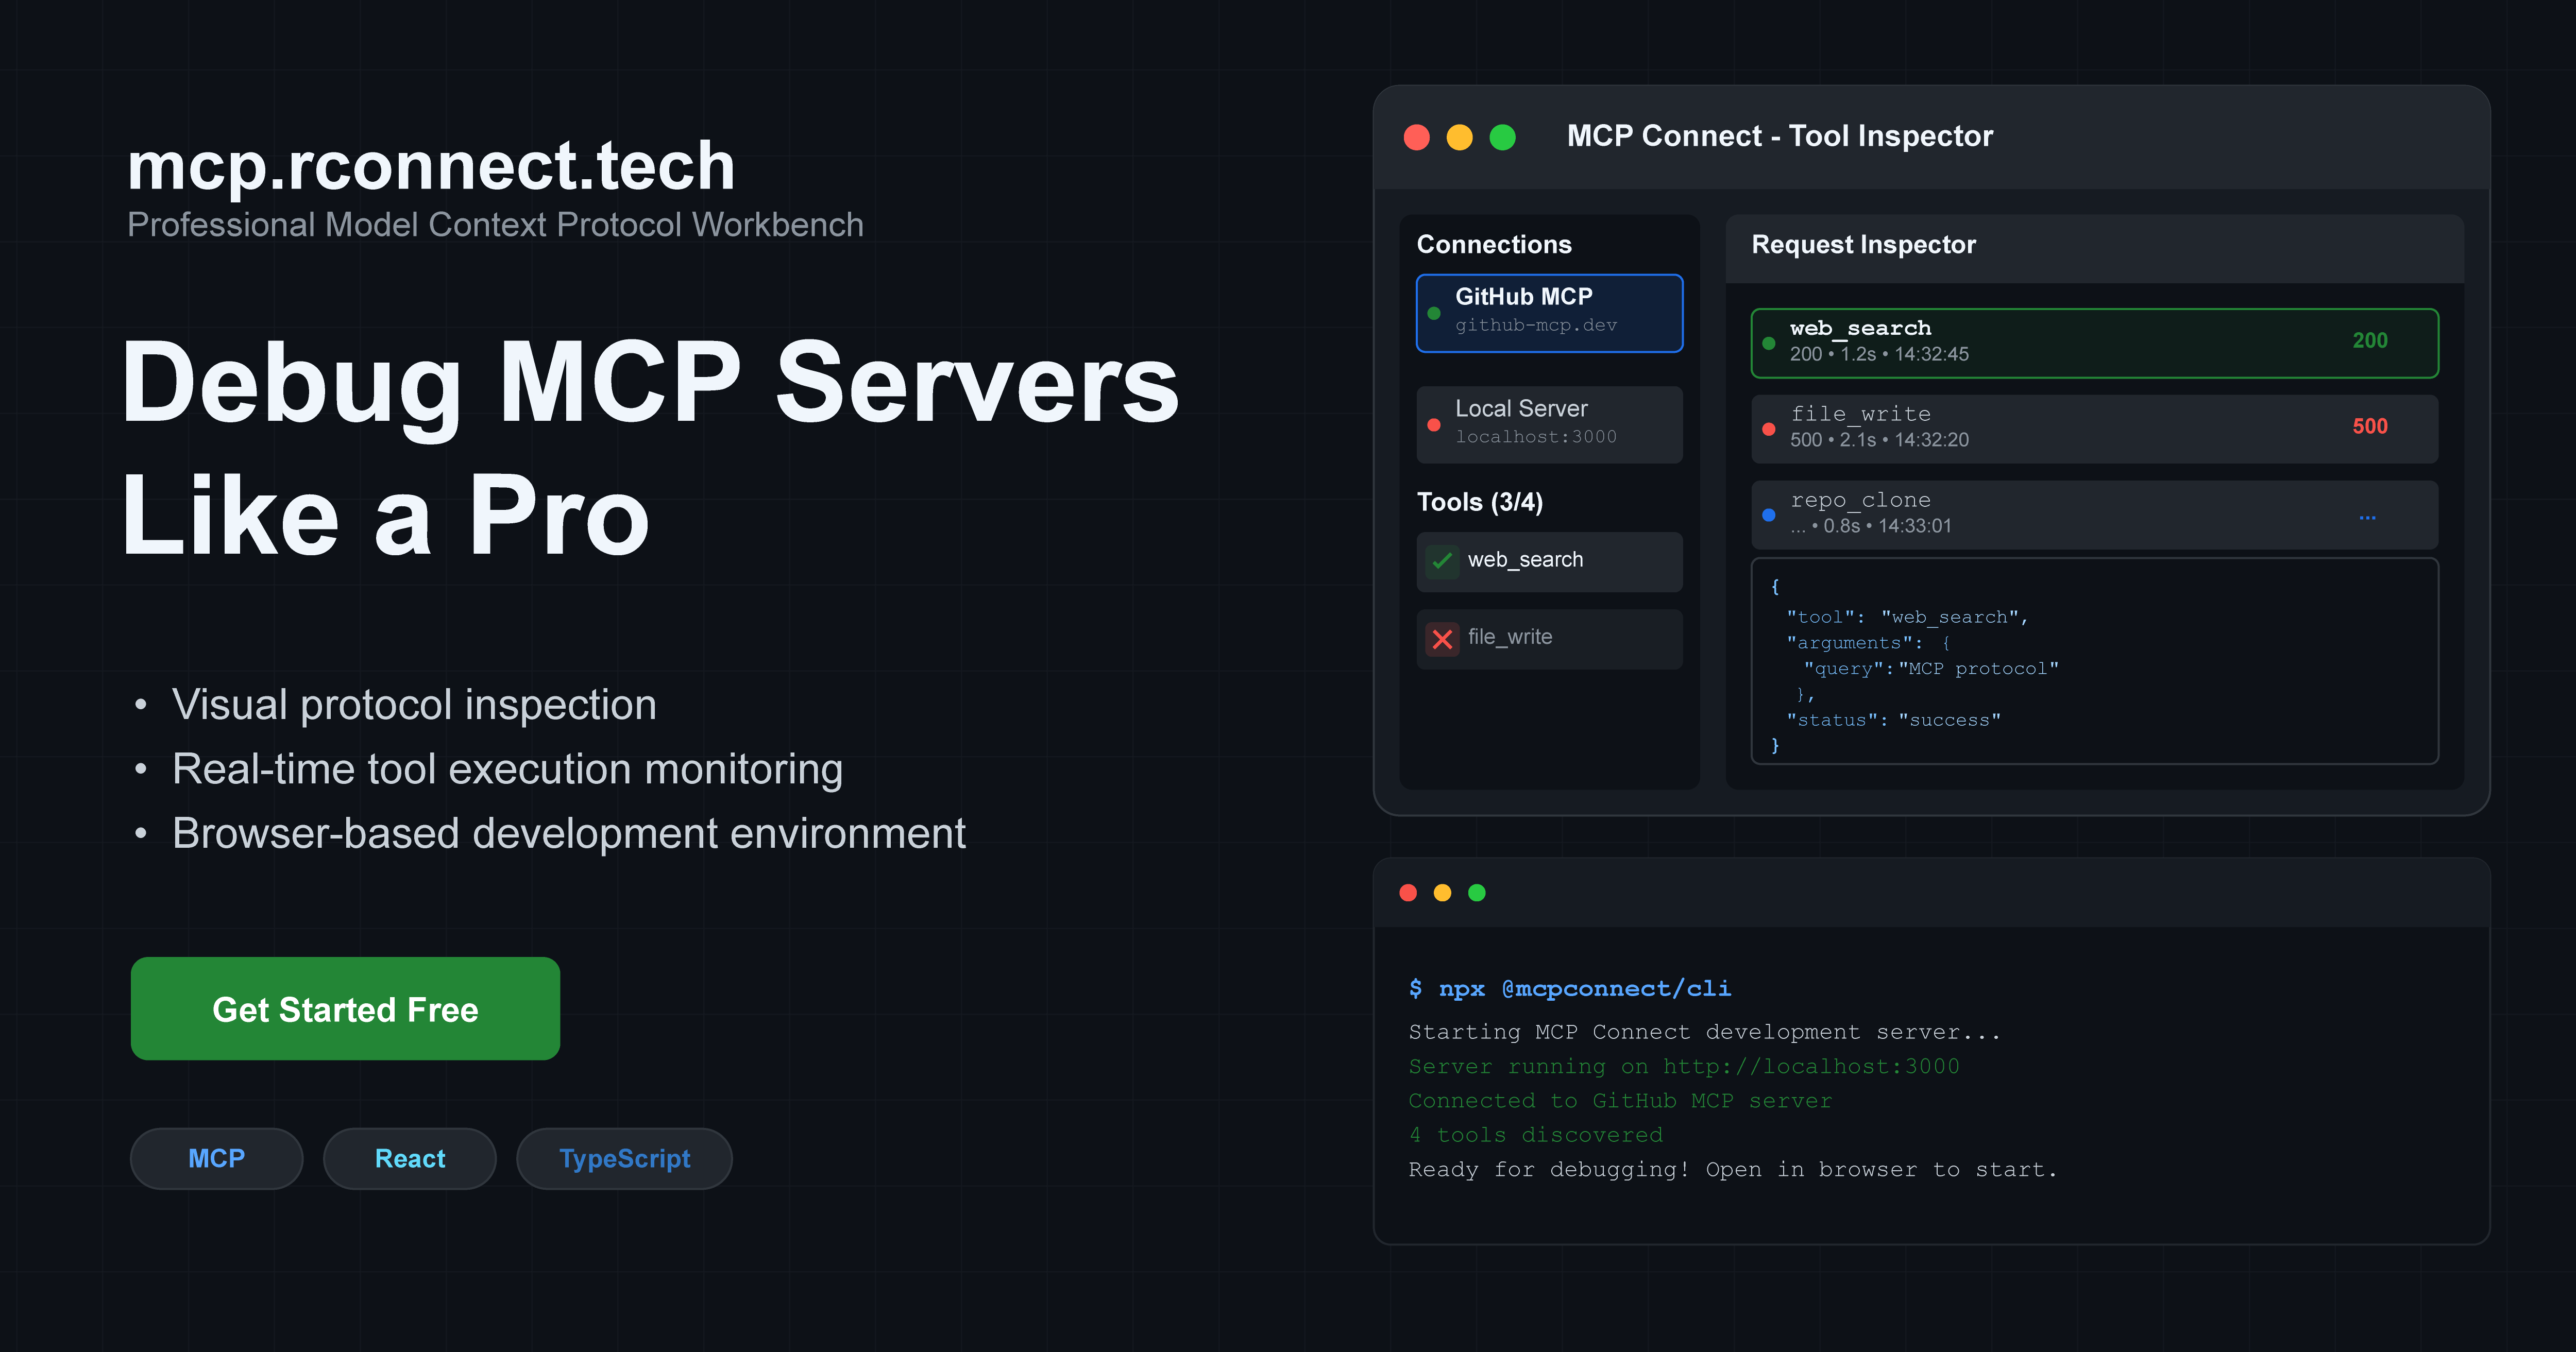 mcp.rconnect.tech
Professional Model Context Protocol Workbench
Debug MCP Servers
Like a Pro
• Visual protocol inspection
• Real-time tool execution monitoring
• Browser-based development environment
Get Started Free
MCP
React
TypeScript
MCP Connect - Tool Inspector
Connections
GitHub MCP
github-mcp.dev
Local Server
localhost:3000
Tools (3/4)
web_search
file_write
Request Inspector
web_search
200 • 1.2s • 14:32:45
200
file_write
500 • 2.1s • 14:32:20
500
repo_clone
... • 0.8s • 14:33:01
...
{
"tool": "web_search",
"arguments": {
"query":"MCP protocol"
},
"status": "success"
}
$ npx @mcpconnect/cli
Starting MCP Connect development server...
Server running on http://localhost:3000
Connected to GitHub MCP server
4 tools discovered
Ready for debugging! Open in browser to start.